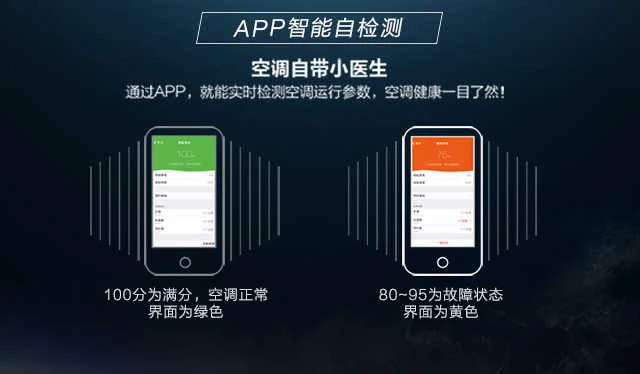 APP智能自检测
空调自带小医生
通过APP，就能实时检测空调运行参数，空调健康一目了然！
100
75
100分为满分，空调正常
界面为绿色
80~95为故障状态
界面为黄色